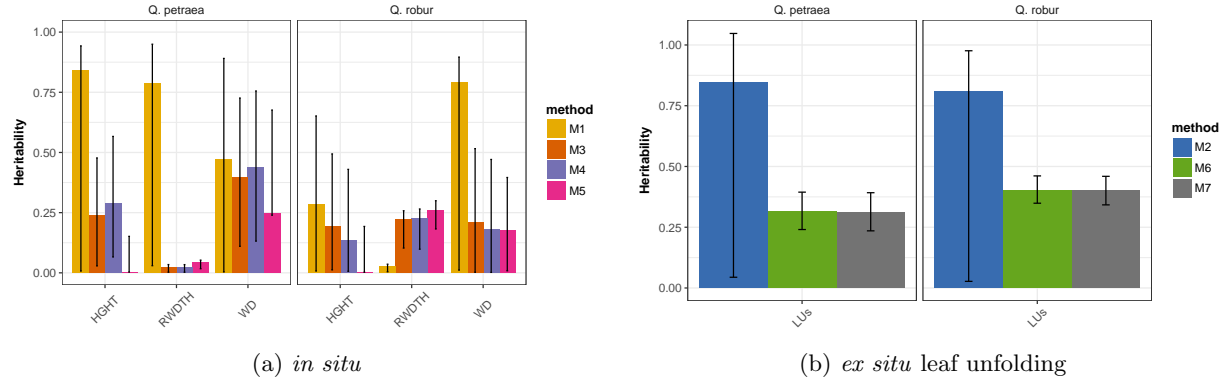 Q. petraea
Q. robur
1.00
0.75
0.50
0.25
0.00
Heritability
HGHT
RWDTH
WD
HGHT
RWDTH
WD
method
M1
M3
M4
M5
(a) in situ
Q. petraea
Q. robur
1.00
0.75
0.50
0.25
0.00
Heritability
LUs
LUs
method
M2
M6
M7
(b) ex situ leaf unfolding